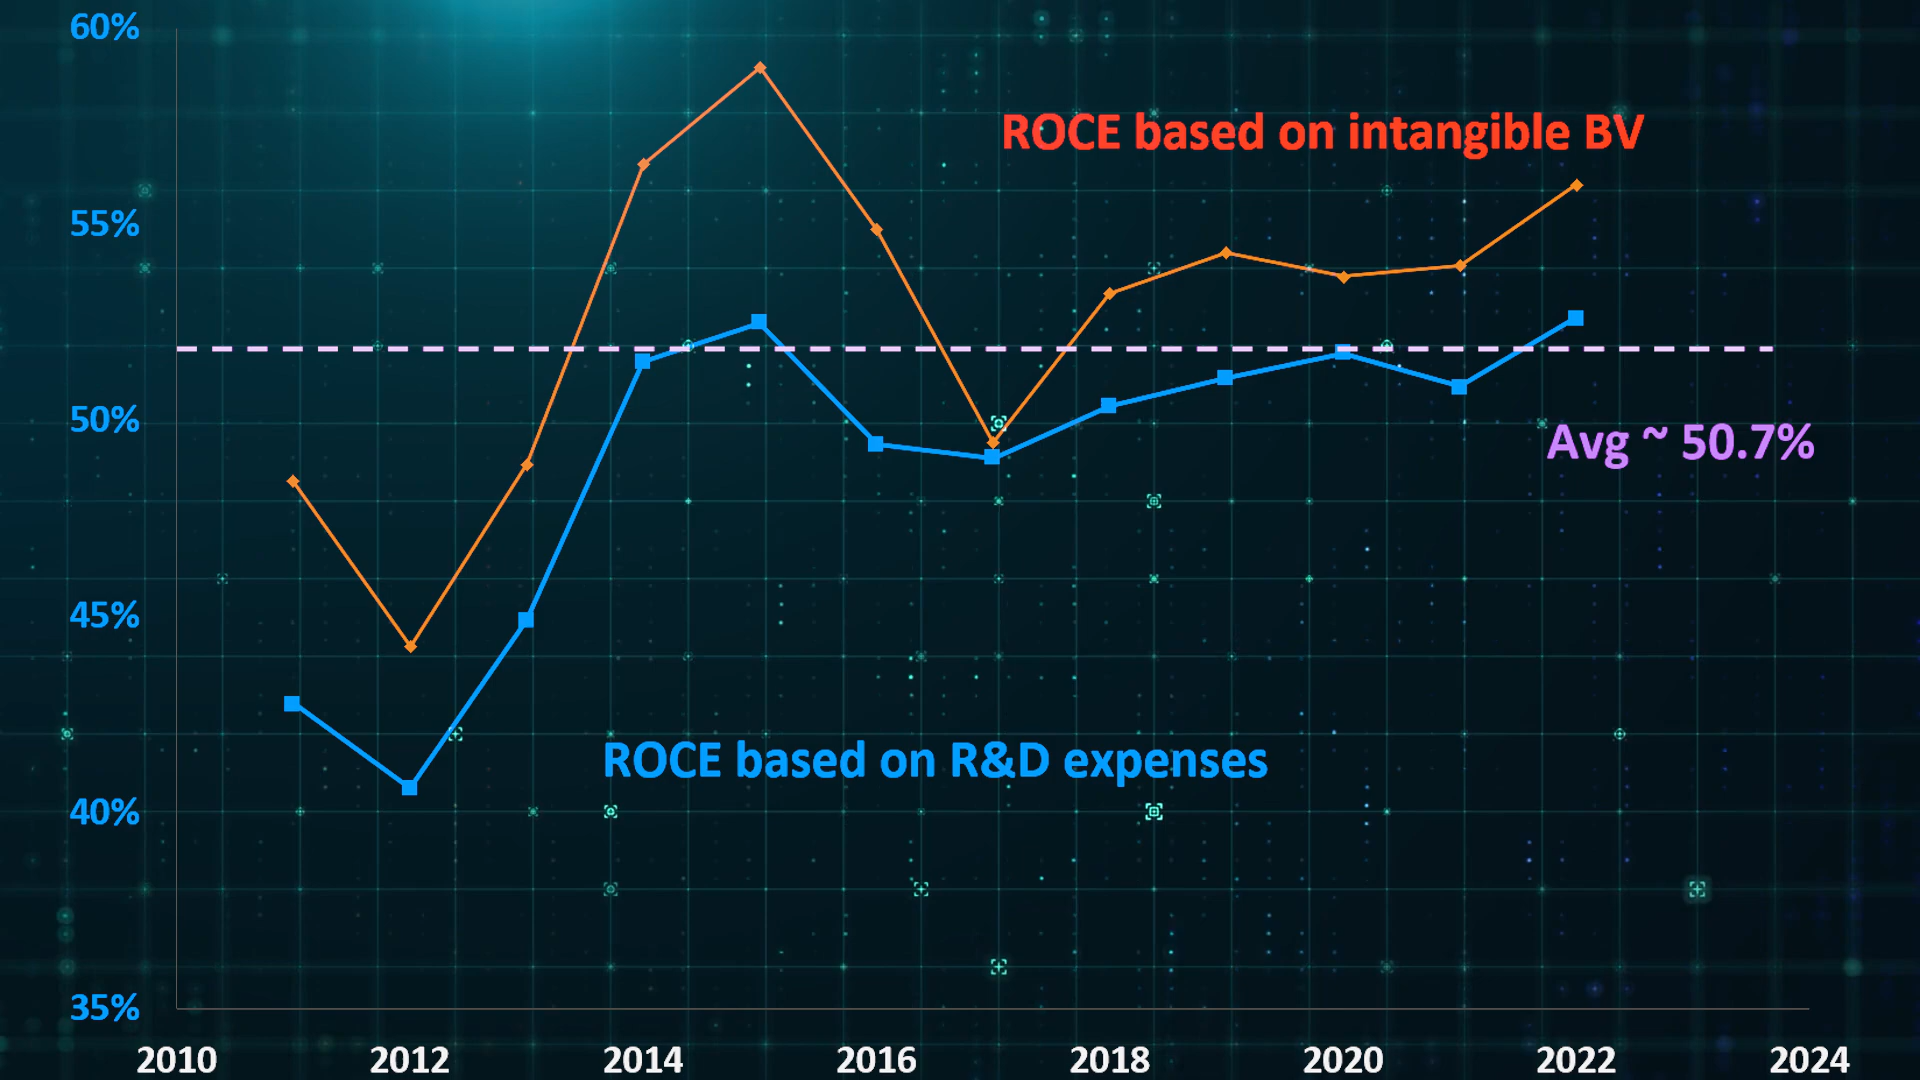 60%
ROCE based on intangible BV
55%
50%
Avg ~ 50.7%
45%
ROCE based on R&D expenses
40%
35%
2010 2012 2014 2016 2018 2020 2022 2024